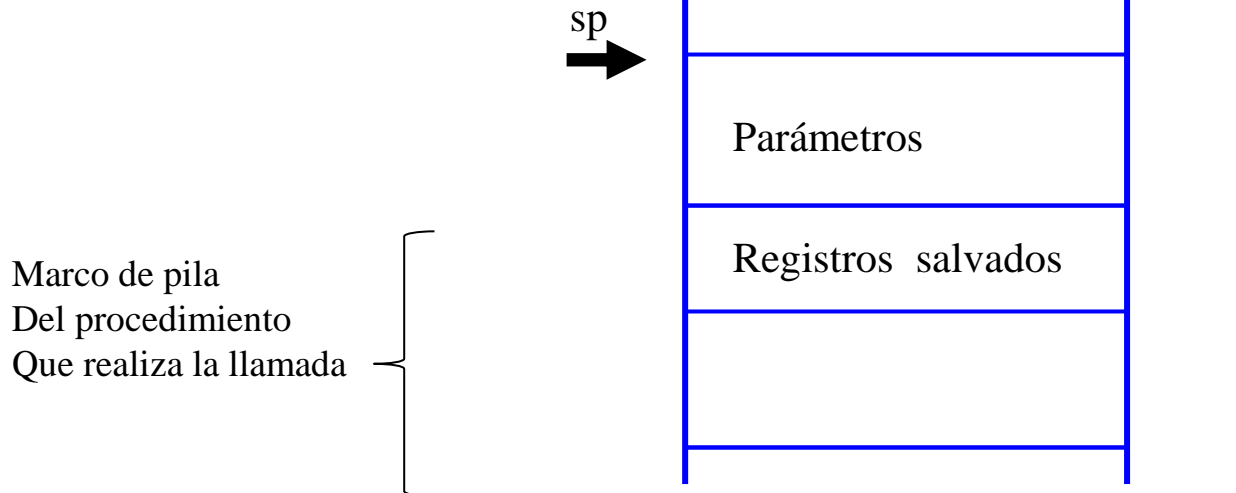 sp
Parámetros
Registros salvados
Marco de pila
Del procedimiento
Que realiza la llamada